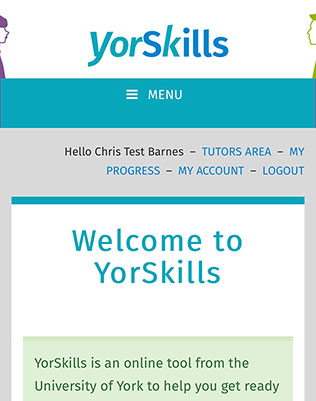 YorSkills
MENU
Hello Chris Test Barnes – TUTORS AREA – MY
PROGRESS – MY ACCOUNT – LOGOUT
Welcome to
YorSkills
YorSkills is an online tool from the
University of York to help you get ready